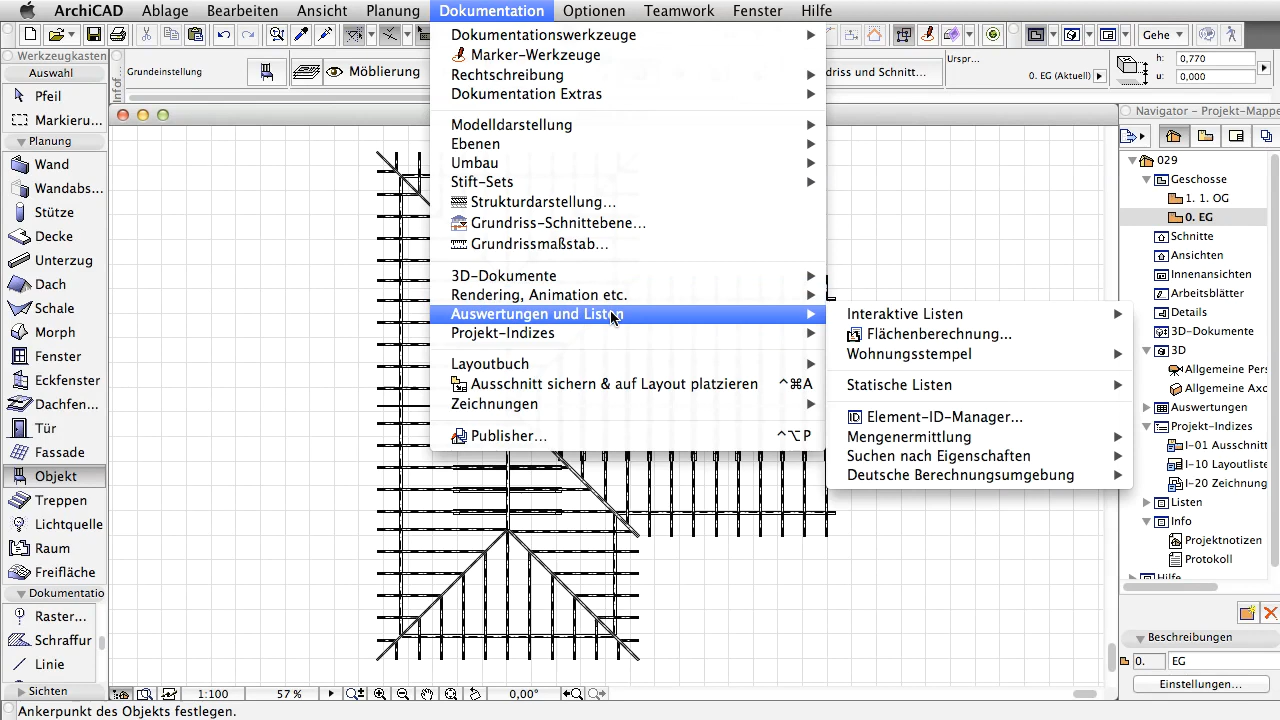 ArchiCAD Ablage Bearbeiten Ansicht Planung Dokumentation Optionen Teamwork Fenster Hilfe
Gehe
Werkzeugkasten
Auswahl
Pfeil
Markieru...
Planung
Wand
Wandabs...
Stütze
Decke
Unterzug
Dach
Schale
Morph
Fenster
Eckfenster
Dachfen...
Tür
Fassade
Objekt
Treppen
Lichtquelle
Raum
Freifläche
Dokumentatio
Raster...
Schraffur
Linie
Sichten
Infof
Grundeinstellung
Möblierung
driss und Schnitt...
Urspr...
0. EG (Aktuell)
h: 0,770
u: 0,000
Dokumentationswerkzeuge
Marker-Werkzeuge
Rechtschreibung
Dokumentation Extras
Modelldarstellung
Ebenen
Umbau
Stift-Sets
Strukturdarstellung...
Grundriss-Schnittebene...
Grundrissmaßstab...
3D-Dokumente
Rendering, Animation etc.
Auswertungen und Listen
Projekt-Indizes
Layoutbuch
Ausschnitt sichern & auf Layout platzieren ^⌘A
Zeichnungen
Publisher... ^⌥P
Interaktive Listen
Flächenberechnung...
Wohnungsstempel
Statische Listen
Element-ID-Manager...
Mengenermittlung
Suchen nach Eigenschaften
Deutsche Berechnungsumgebung
Navigator - Projekt-Mappe
029
Geschosse
1. 1. OG
0. EG
Schnitte
Ansichten
Innenansichten
Arbeitsblätter
Details
3D-Dokumente
3D
Allgemeine Pers
Allgemeine Axo
Auswertungen
Projekt-Indizes
I-01 Ausschnitt
I-10 Layoutliste
I-20 Zeichnung
Listen
Info
Projektnotizen
Protokoll
Hilfe
Beschreibungen
0. EG
Einstellungen...
1:100 57 % 0,00°
Ankerpunkt des Objekts festlegen.